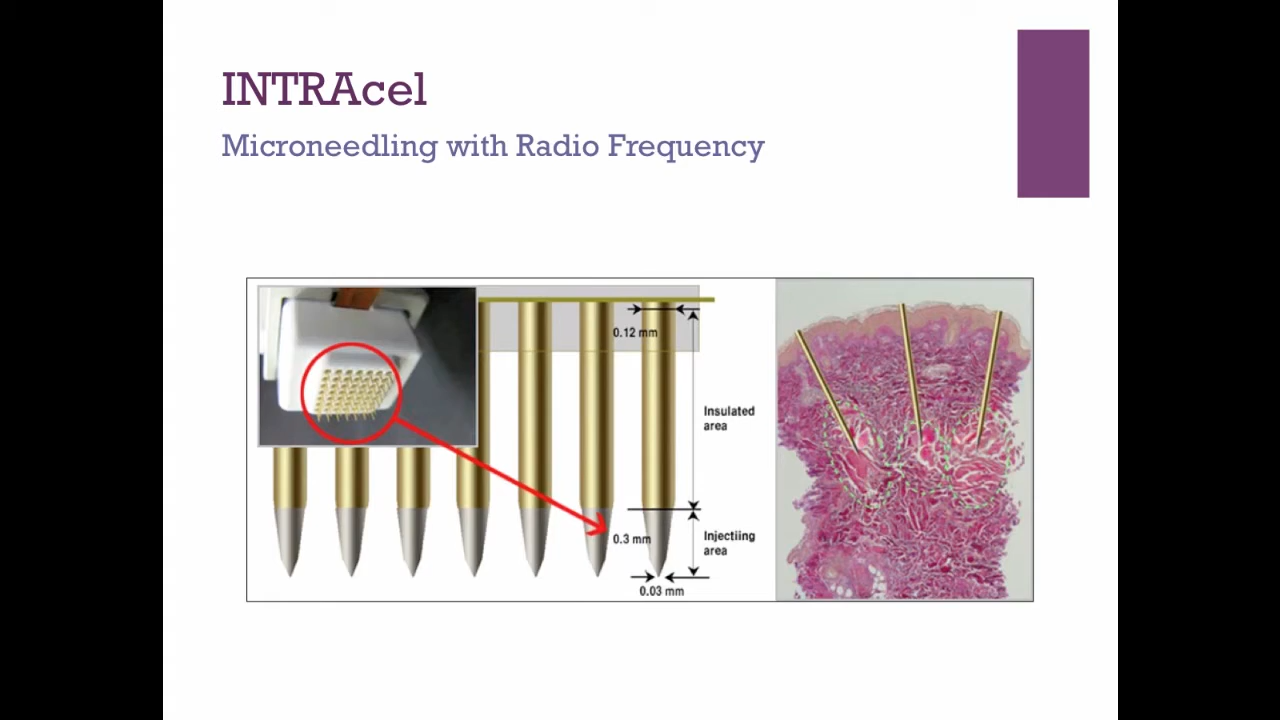 INTRAcel
Microneedling with Radio Frequency
0.12 mm
Insulated
area
0.3 mm
Injectiing
area
0.03 mm